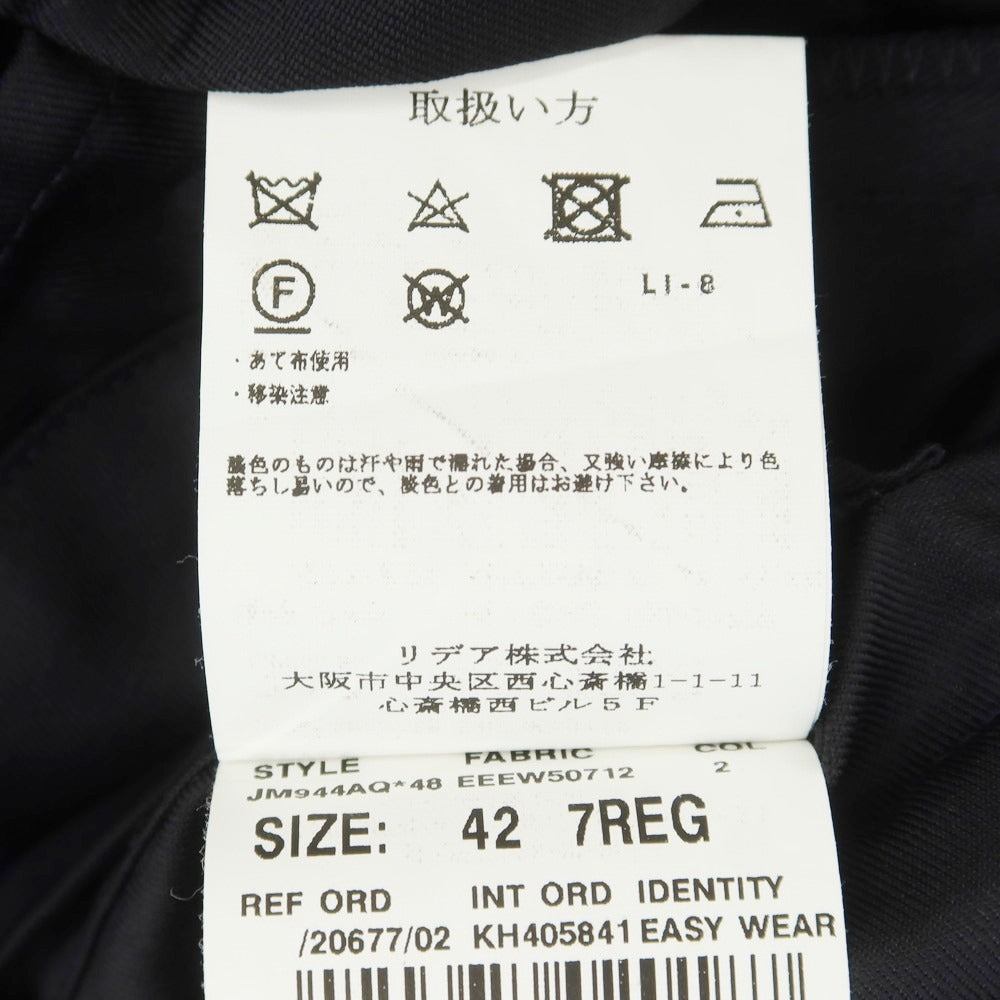 取扱い方
F
W
LI-8
・あて布使用
・移染注意
濃色のものは汗や雨で濡れた場合、又強い摩擦により色
落ちし易いので、淡色との着用はお避け下さい。
リデア株式会社
大阪市中央区西心斎橋1-1-11
心斎橋西ビル5F
STYLE FABRIC COL
JM944AQ*48 EEEW50712 2
SIZE: 42 7REG
REF ORD INT ORD IDENTITY
/20677/02 KH405841 EASY WEAR